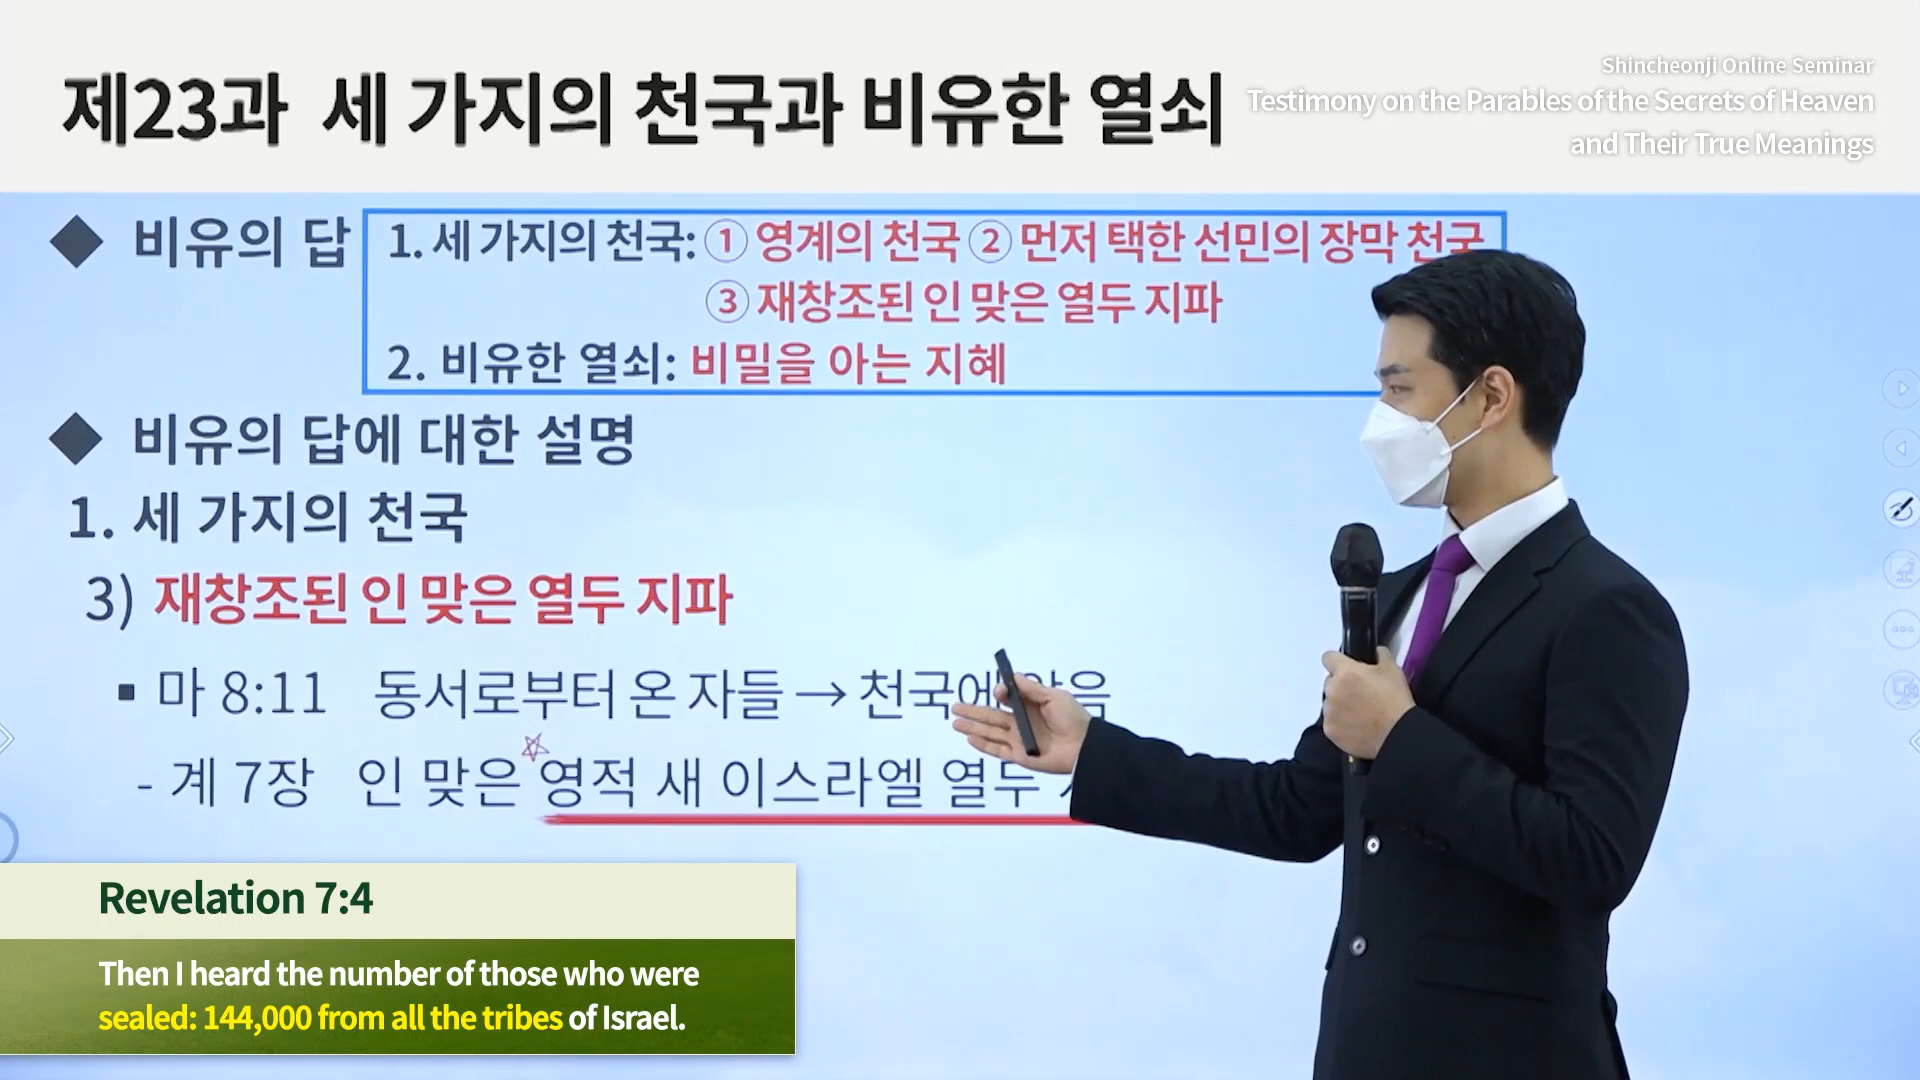 제23과 세 가지의 천국과 비유한 열쇠
Shincheonji Online Seminar
Testimony on the Parables of the Secrets of Heaven
and Their True Meanings
◆ 비유의 답
1. 세 가지의 천국: ① 영계의 천국 ② 먼저 택한 선민의 장막 천국
③ 재창조된 인 맞은 열두 지파
2. 비유한 열쇠: 비밀을 아는 지혜
◆ 비유의 답에 대한 설명
1. 세 가지의 천국
3) 재창조된 인 맞은 열두 지파
▪ 마 8:11 동서로부터 온 자들 → 천국에
- 계 7장 인 맞은 영적 새 이스라엘 열두
Revelation 7:4
Then I heard the number of those who were
sealed: 144,000 from all the tribes of Israel.